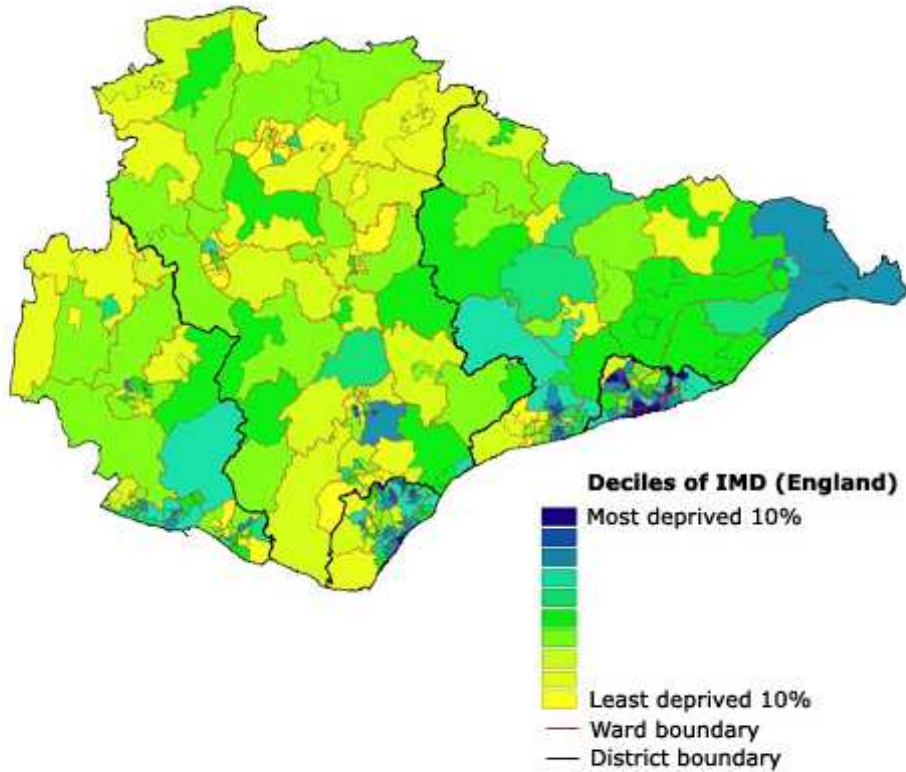 Deciles of IMD (England)
Most deprived 10%
Least deprived 10%
Ward boundary
District boundary